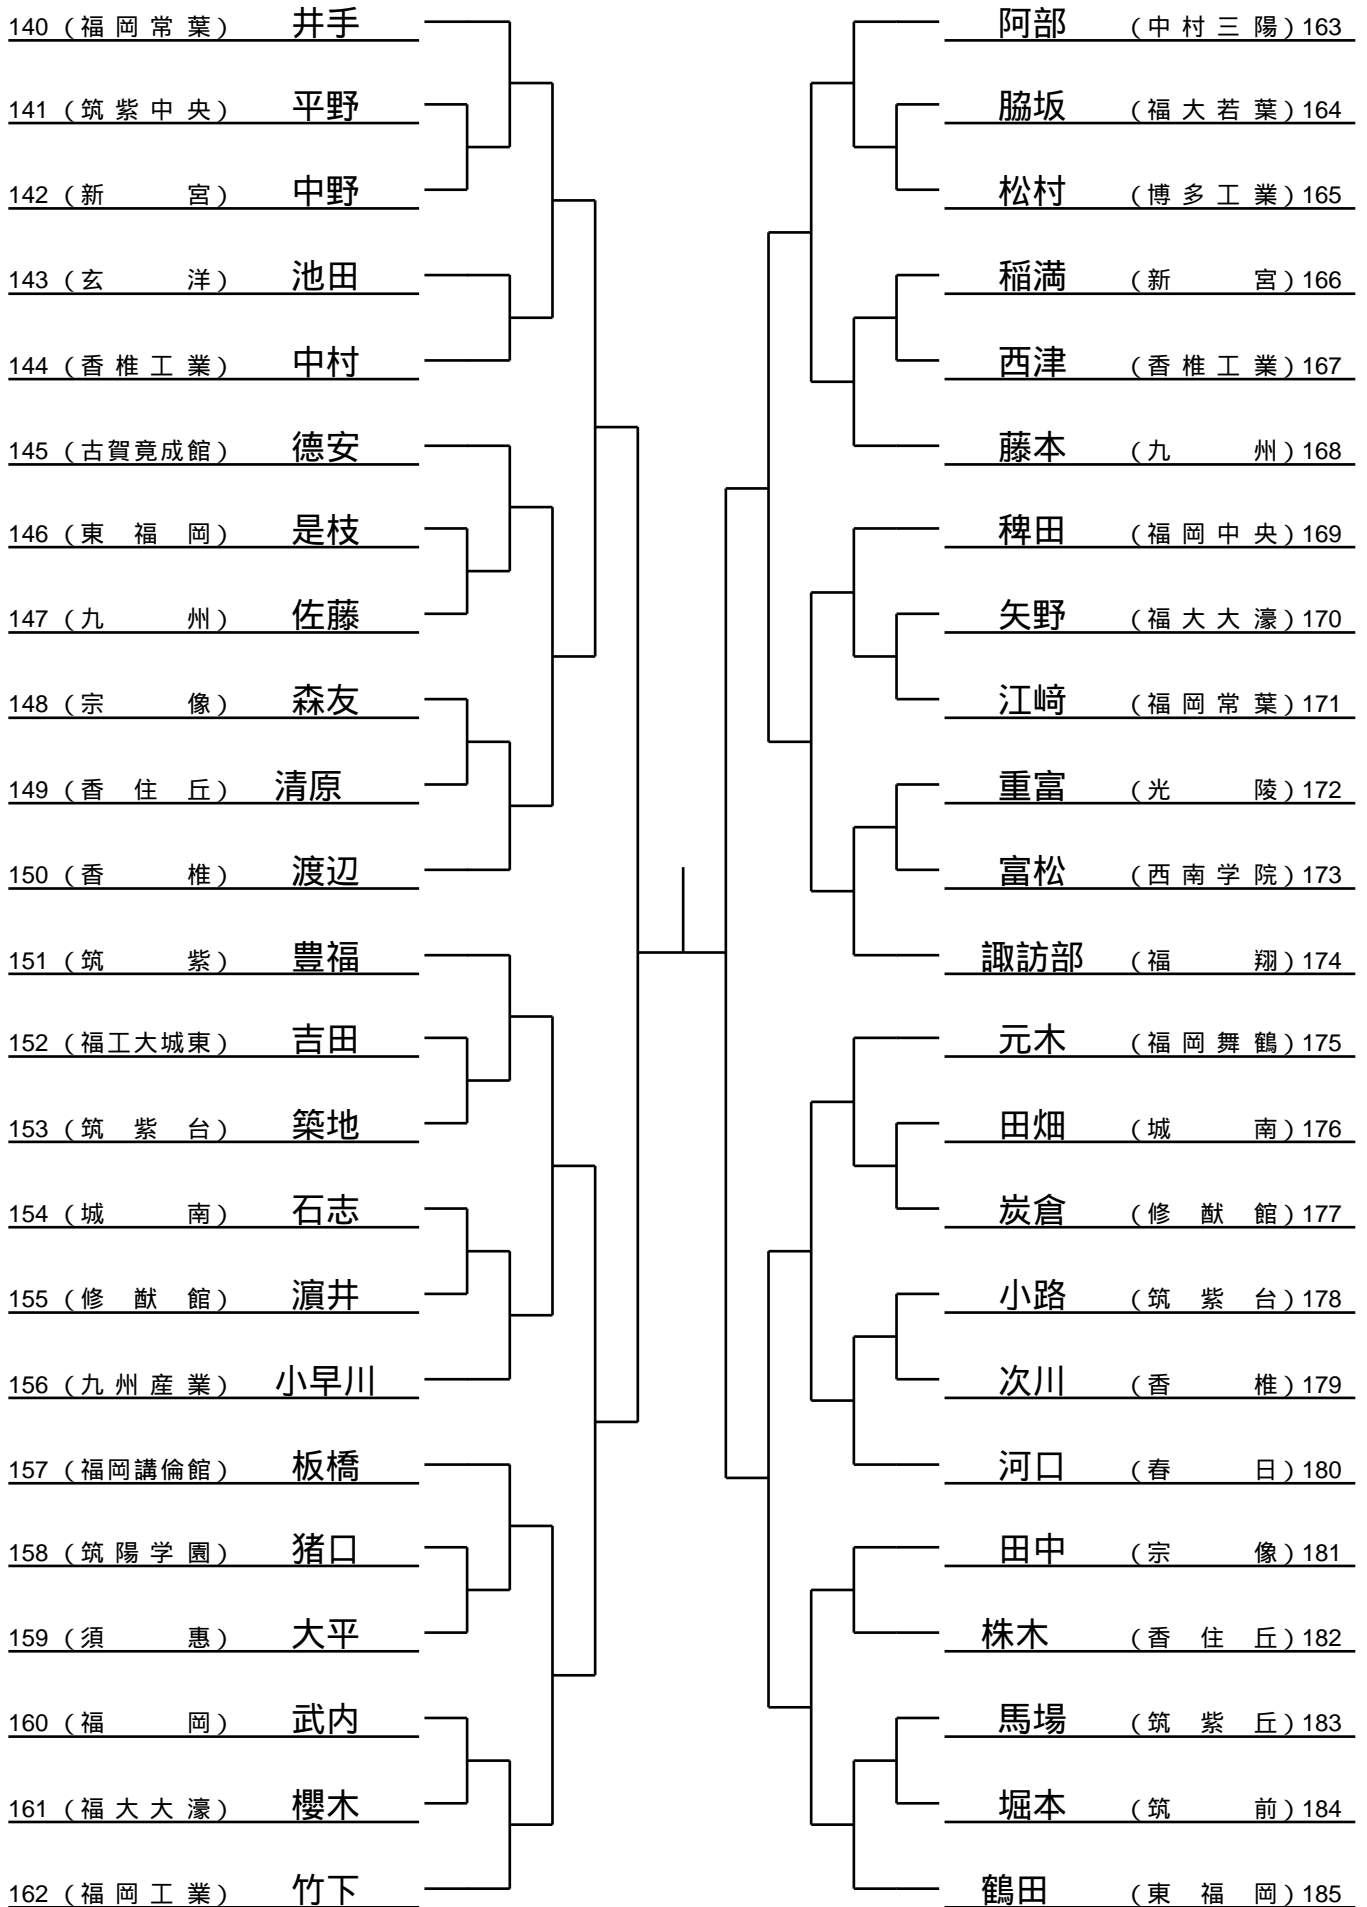 140 (福岡常葉) 井手
141 (筑紫中央) 平野
142 (新宮) 中野
143 (玄洋) 池田
144 (香椎工業) 中村
145 (古賀竟成館) 德安
146 (東福岡) 是枝
147 (九州) 佐藤
148 (宗像) 森友
149 (香住丘) 清原
150 (香椎) 渡辺
151 (筑紫) 豊福
152 (福工大城東) 吉田
153 (筑紫台) 築地
154 (城南) 石志
155 (修猷館) 濵井
156 (九州産業) 小早川
157 (福岡講倫館) 板橋
158 (筑陽学園) 猪口
159 (須惠) 大平
160 (福岡) 武内
161 (福大大濠) 櫻木
162 (福岡工業) 竹下
阿部 (中村三陽) 163
脇坂 (福大若葉) 164
松村 (博多工業) 165
稲満 (新宮) 166
西津 (香椎工業) 167
藤本 (九州) 168
稗田 (福岡中央) 169
矢野 (福大大濠) 170
江﨑 (福岡常葉) 171
重富 (光陵) 172
富松 (西南学院) 173
諏訪部 (福翔) 174
元木 (福岡舞鶴) 175
田畑 (城南) 176
炭倉 (修猷館) 177
小路 (筑紫台) 178
次川 (香椎) 179
河口 (春日) 180
田中 (宗像) 181
株木 (香住丘) 182
馬場 (筑紫丘) 183
堀本 (筑前) 184
鶴田 (東福岡) 185